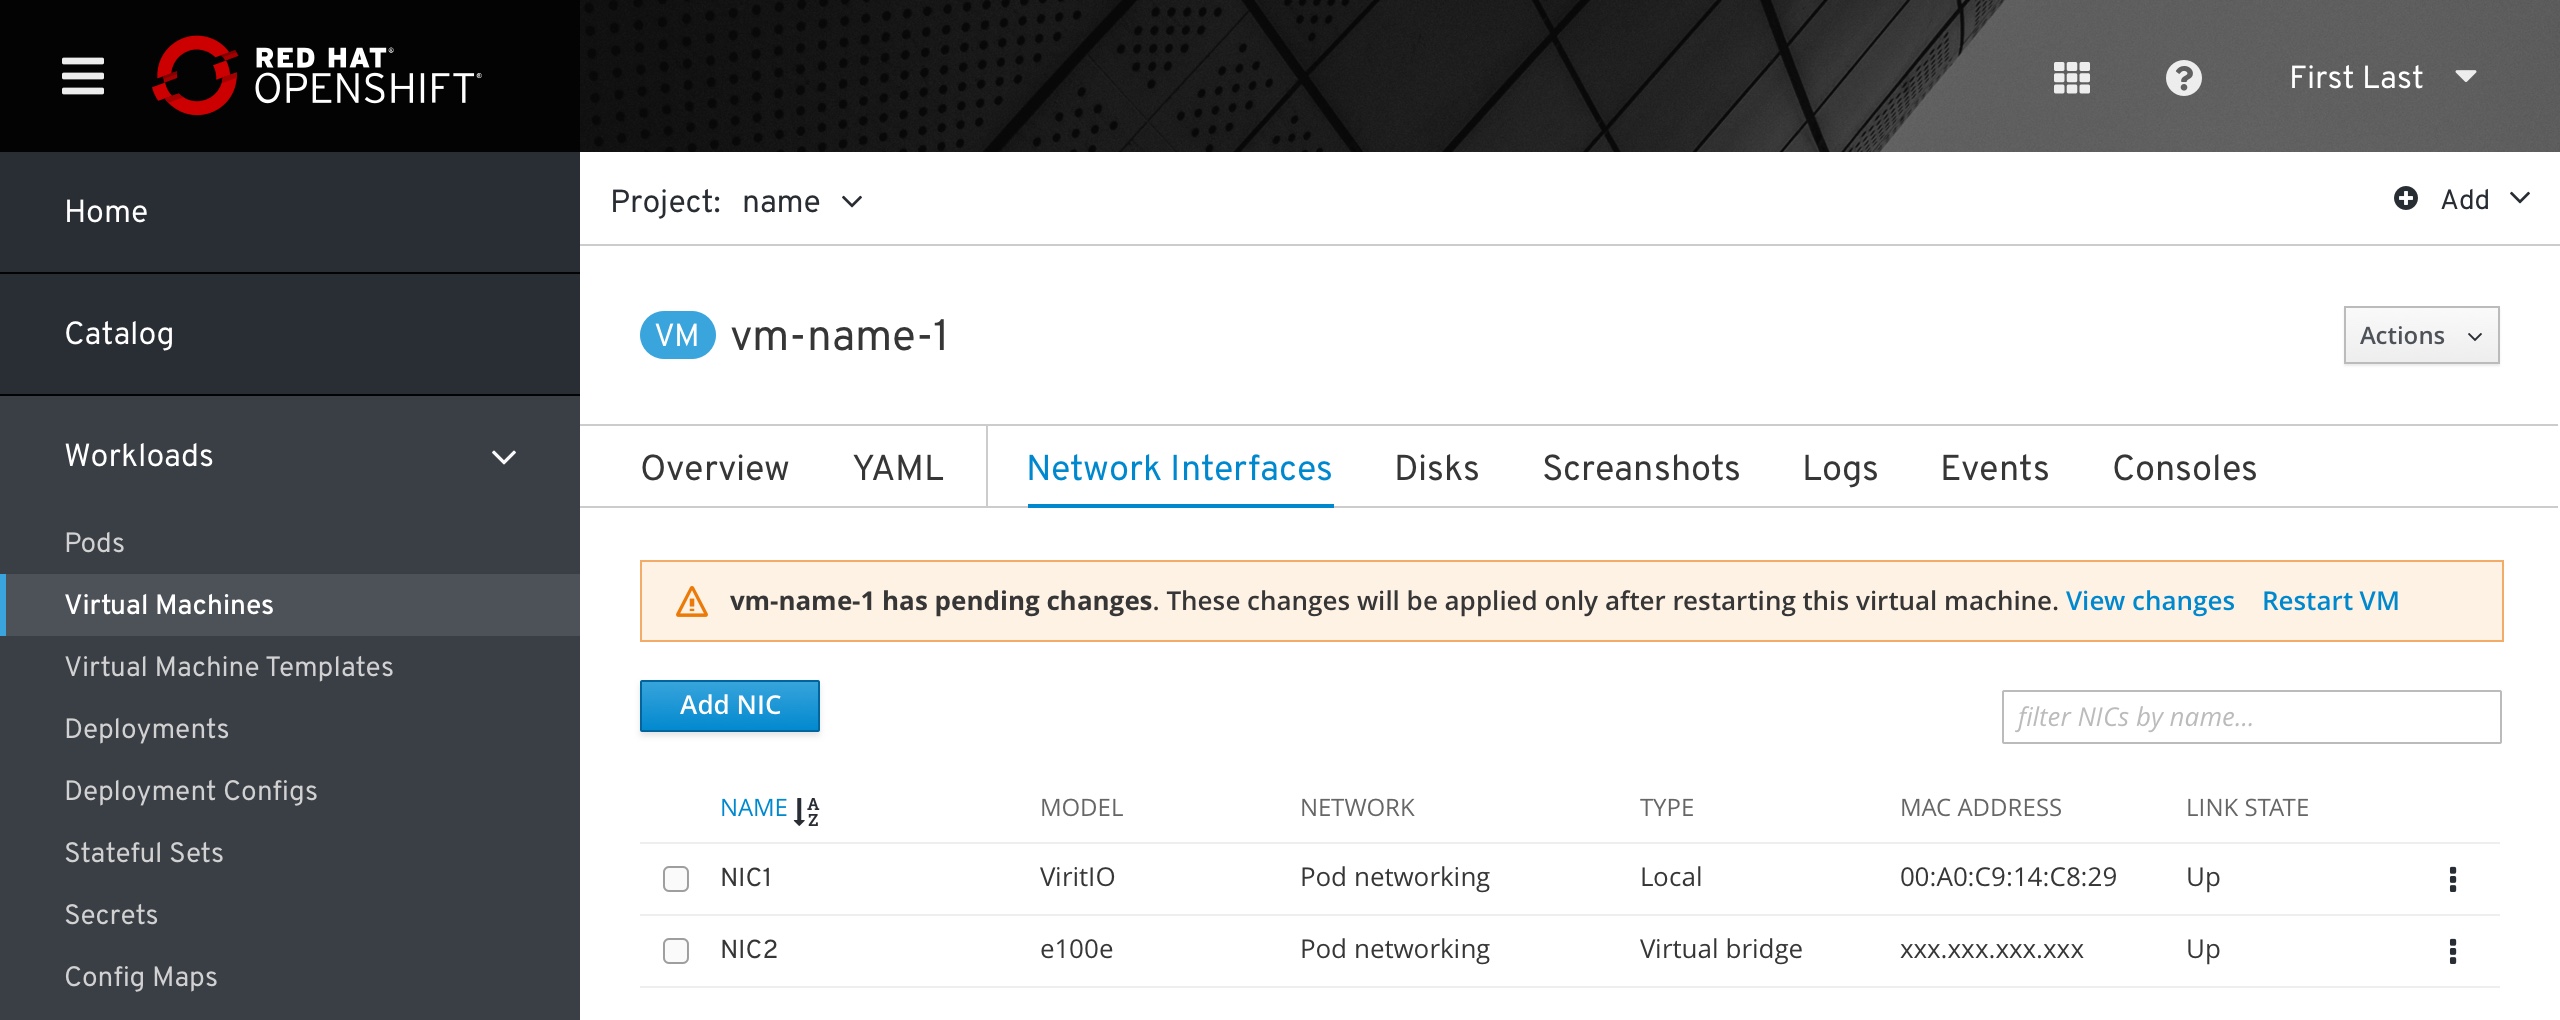 RED HAT®
OPENSHIFT®
First Last
Home
Catalog
Workloads
Pods
Virtual Machines
Virtual Machine Templates
Deployments
Deployment Configs
Stateful Sets
Secrets
Config Maps
Project: name
Add
VM vm-name-1
Actions
Overview YAML Network Interfaces Disks Screanshots Logs Events Consoles
vm-name-1 has pending changes. These changes will be applied only after restarting this virtual machine. View changes Restart VM
Add NIC
filter NICs by name...
NAME AZ MODEL NETWORK TYPE MAC ADDRESS LINK STATE
NIC1 ViritIO Pod networking Local 00:A0:C9:14:C8:29 Up
NIC2 e100e Pod networking Virtual bridge xxx.xxx.xxx.xxx Up